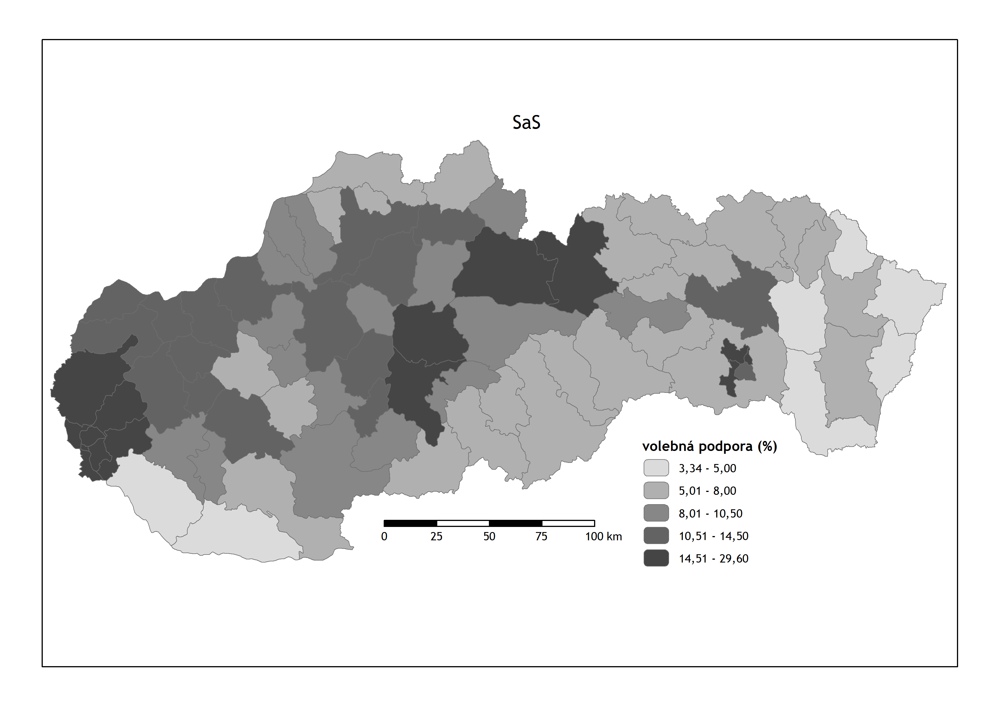 SaS
volebná podpora (%)
3,34 - 5,00
5,01 - 8,00
8,01 - 10,50
10,51 - 14,50
14,51 - 29,60
0 25 50 75 100 km